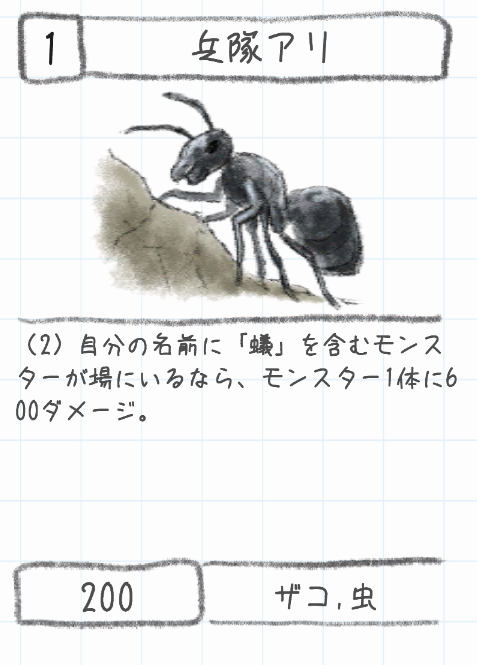 1
兵隊アリ
(2) 自分の名前に「蟻」を含むモンス
ターが場にいるなら、モンスター1体に6
00ダメージ。
200
ザコ,虫